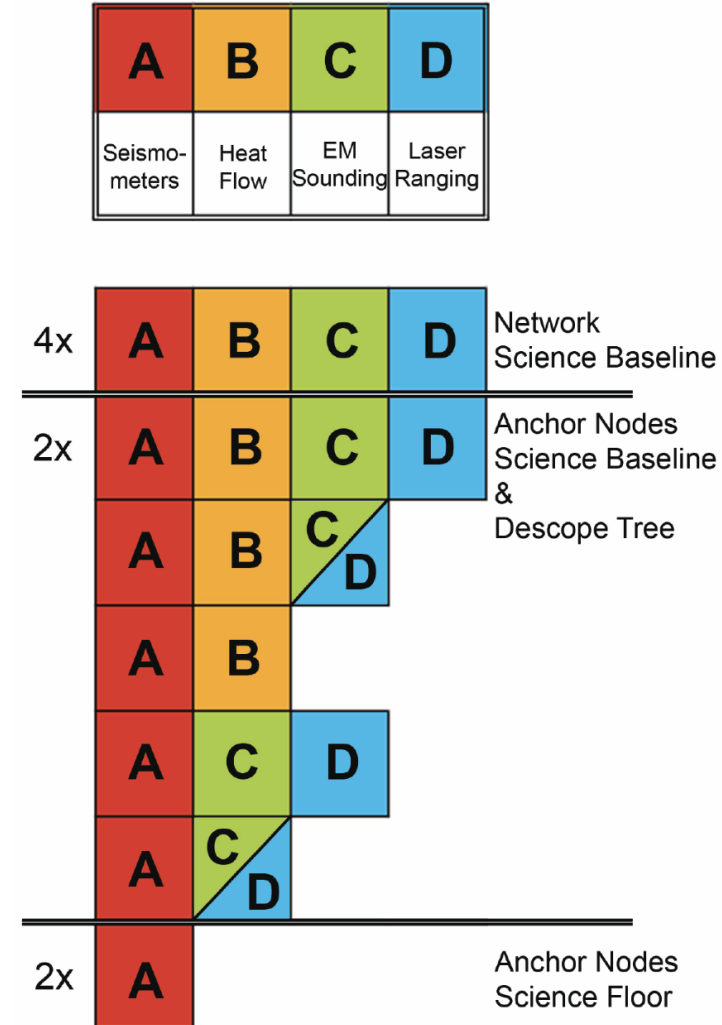 A B C D
Seismo- Heat EM Laser
meters Flow Sounding Ranging
4x A B C D Network
Science Baseline
2x A B C D Anchor Nodes
Science Baseline
&
Descope Tree
A B C D
A B
A C D
A C D
2x A Anchor Nodes
Science Floor